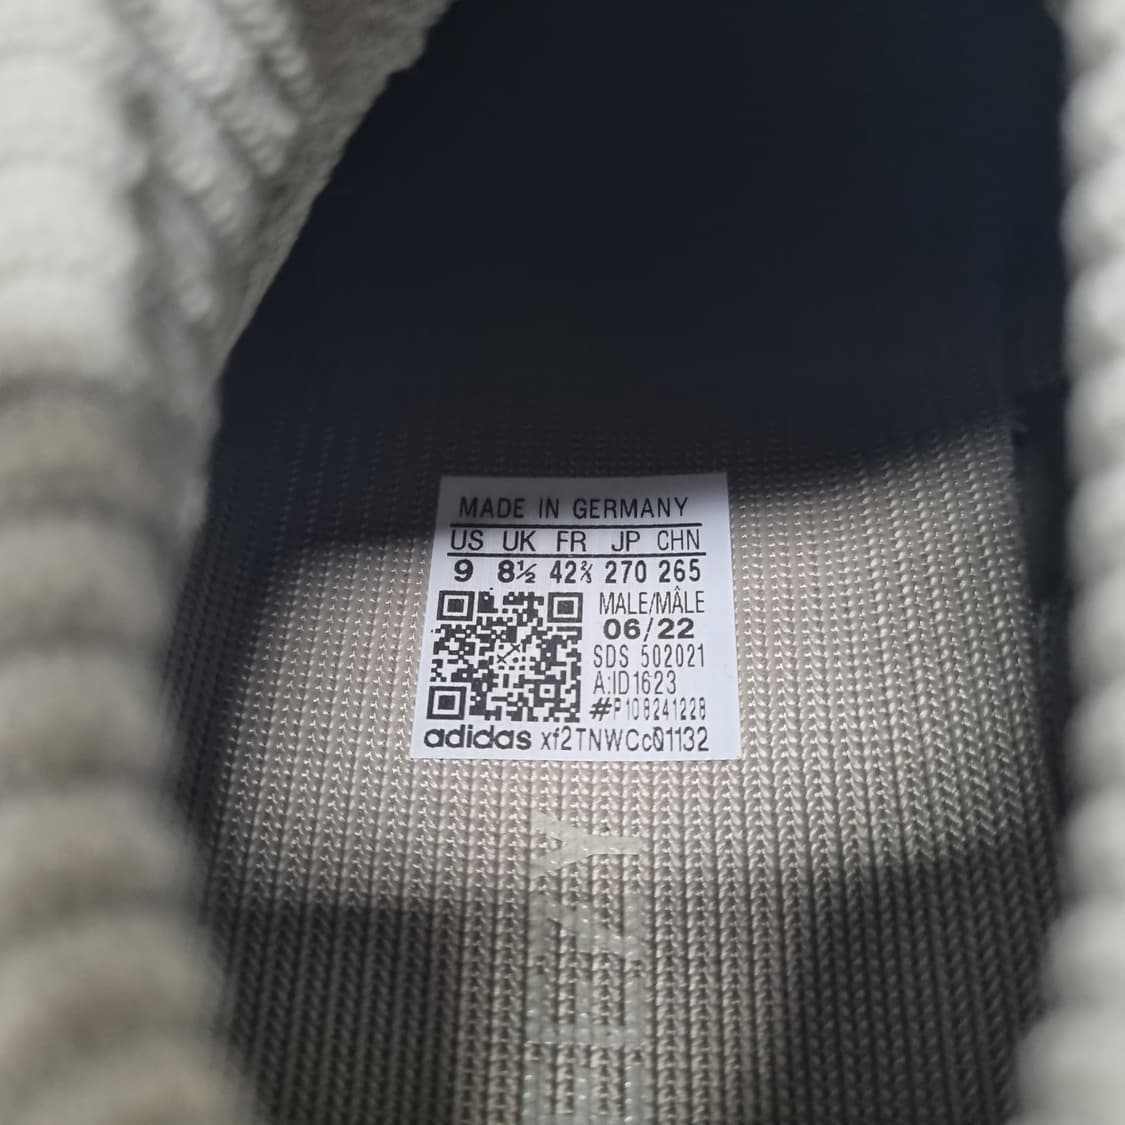 MADE IN GERMANY
US UK FR JP CHN
9 8½ 42⅔ 270 265
MALE/MÂLE
06/22
SDS 502021
A:ID1623
#P108241228
adidas xf2TNWCcQ1132